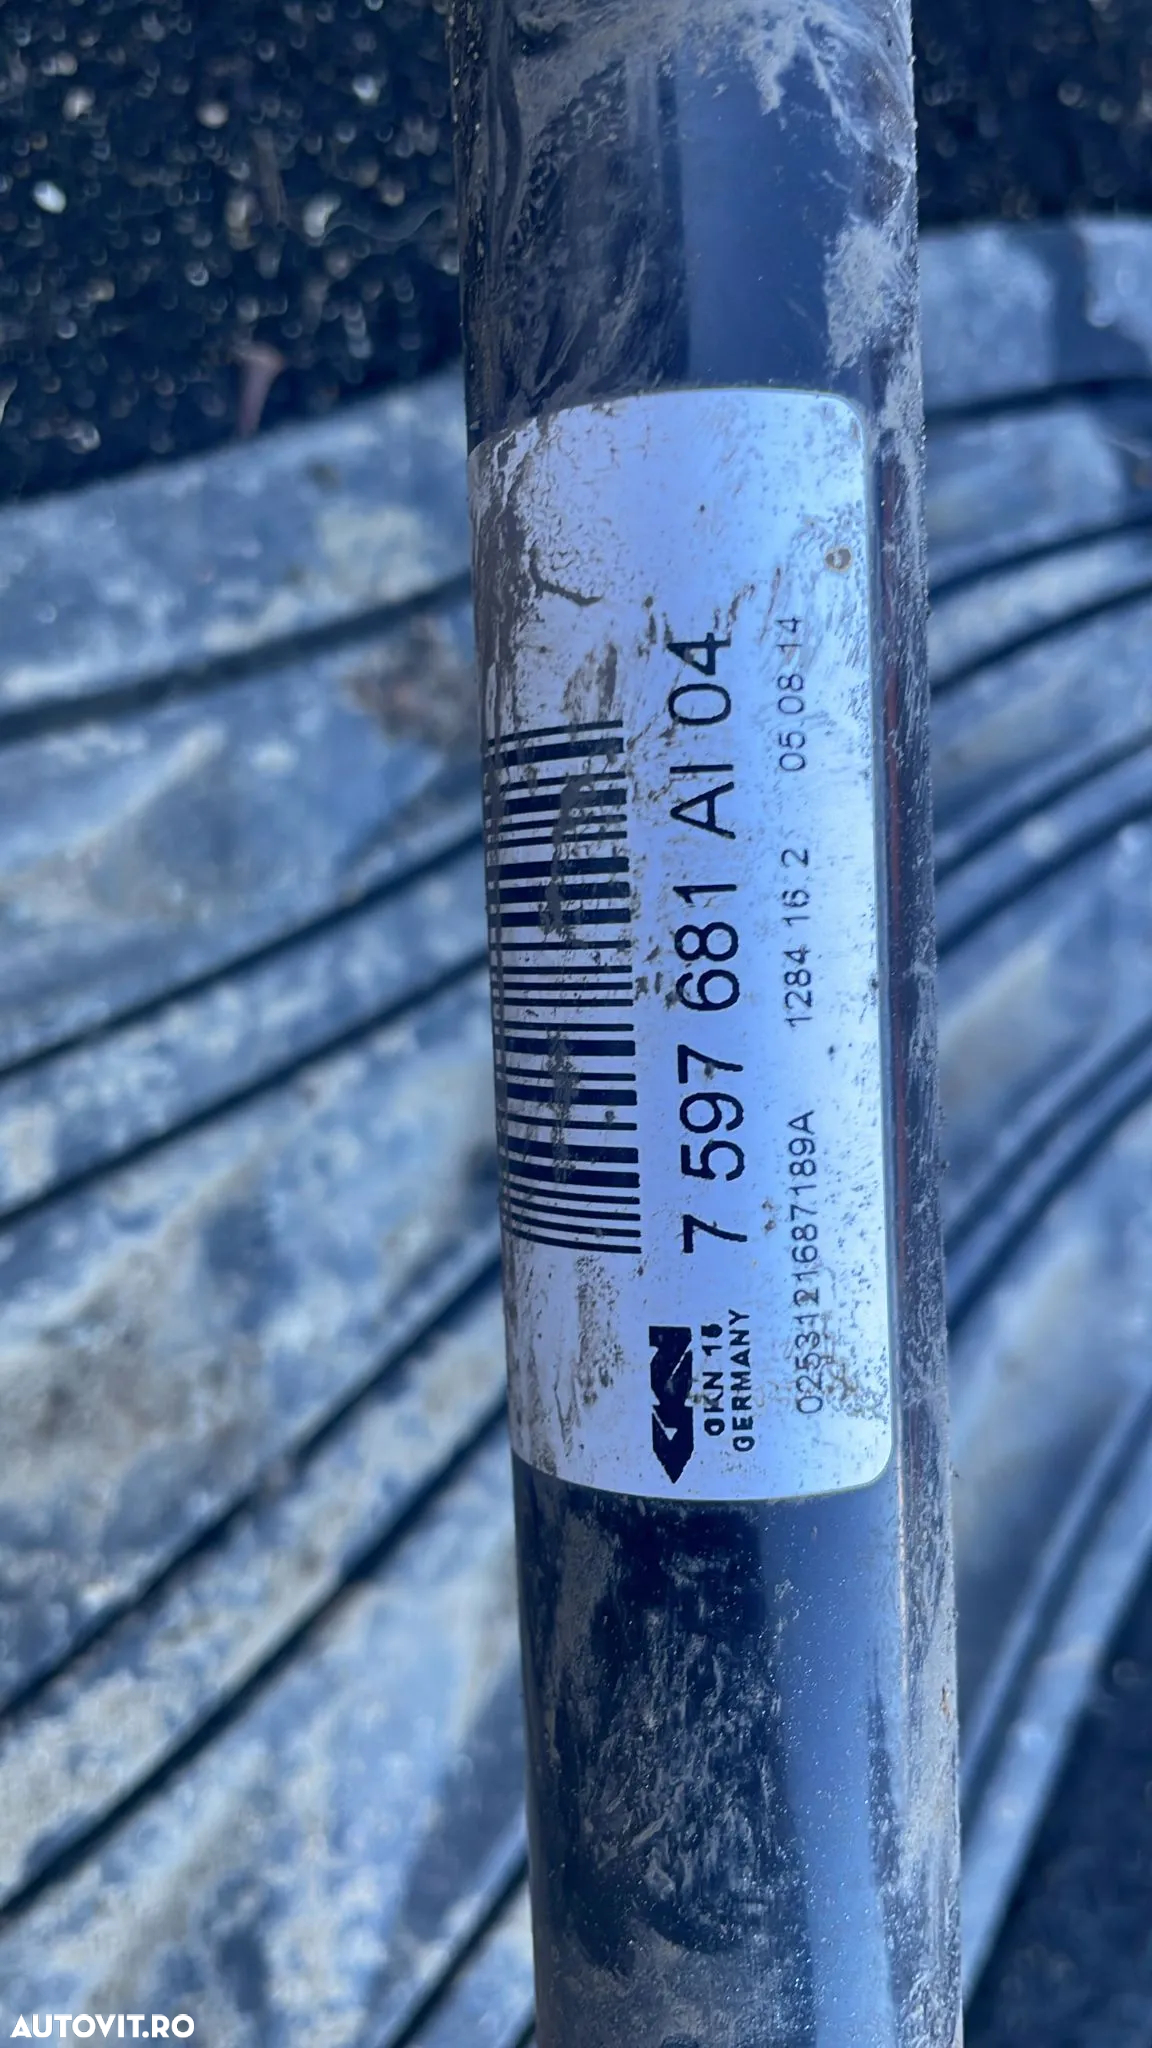 7 597 681 AI 04
GKN 16
GERMANY
0253121687189A 1284 16 2 05.08.14
AUTOVIT.RO